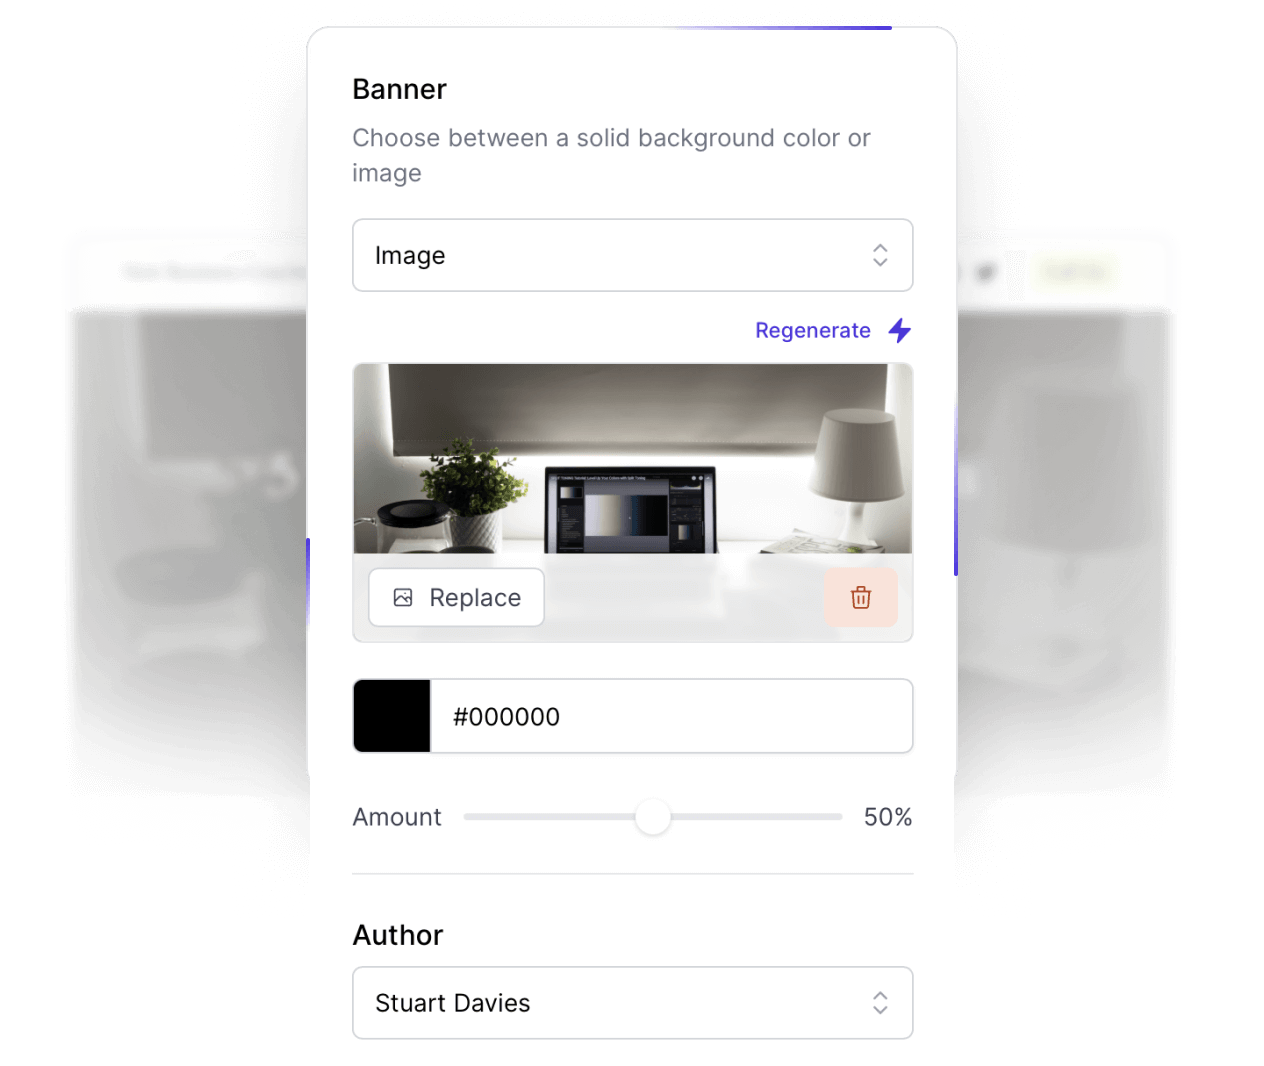 Banner
Choose between a solid background color or
image
Image
Regenerate
Replace
#000000
Amount 50%
Author
Stuart Davies